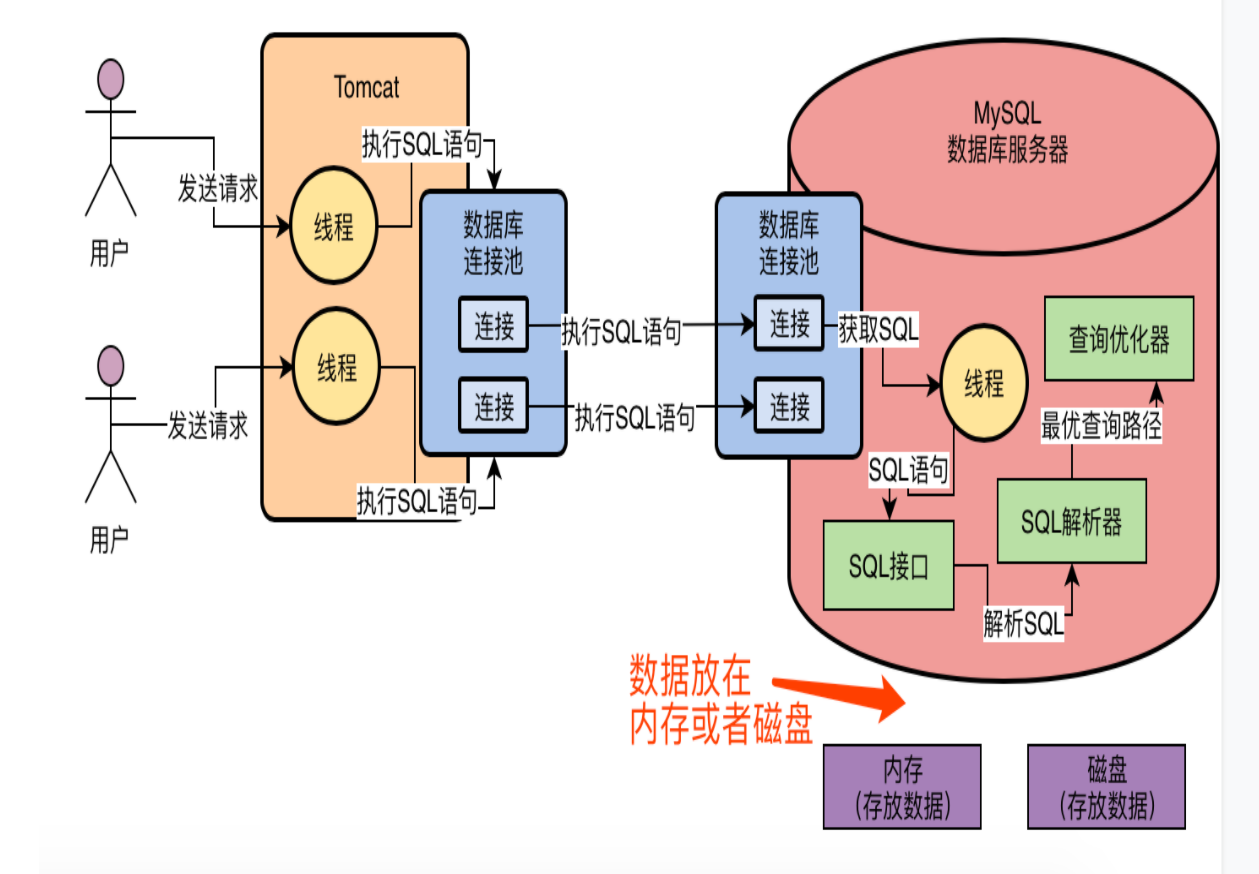 Tomcat
MySQL
数据库服务器
执行SQL语句
发送请求
线程
用户
数据库
连接池
数据库
连接池
连接
执行SQL语句
连接
获取SQL
查询优化器
线程
线程
发送请求
连接
执行SQL语句
连接
最优查询路径
SQL语句
执行SQL语句
用户
SQL解析器
SQL接口
解析SQL
数据放在
内存或者磁盘
内存
(存放数据)
磁盘
(存放数据)